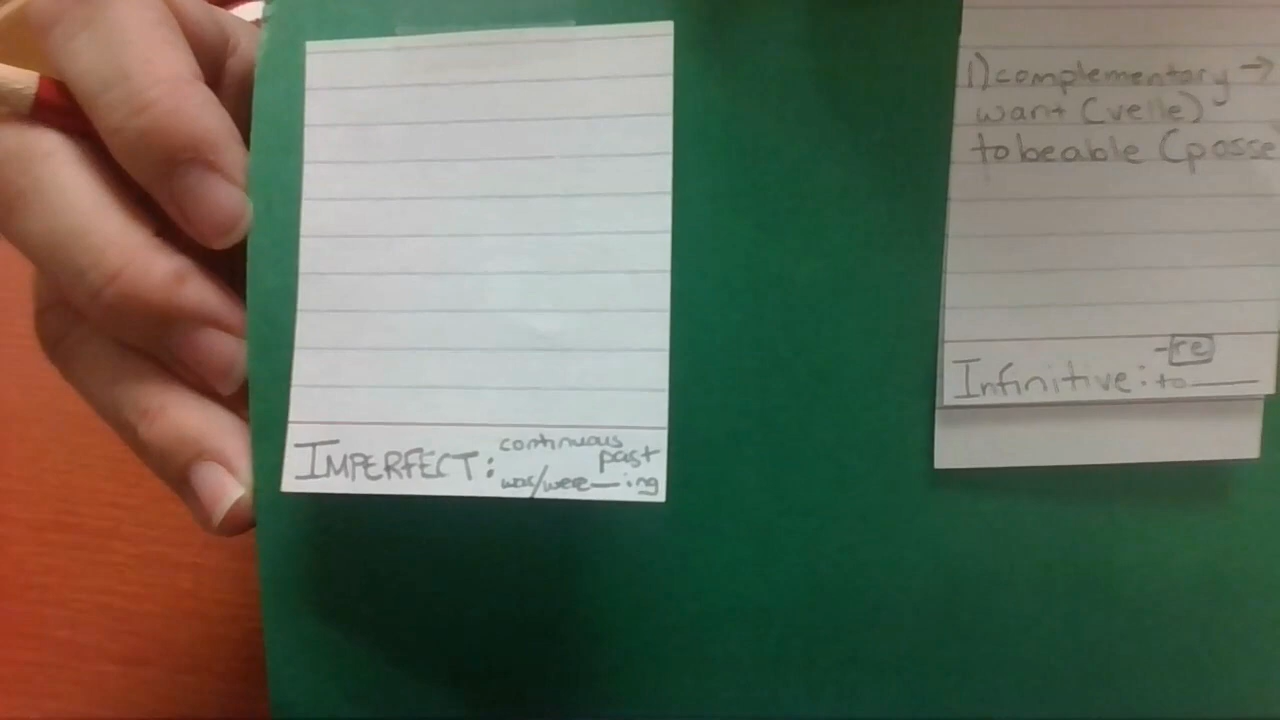 IMPERFECT: continuous past
was/were ___ing
1) complementary →
want (velle)
to be able (posse
Infinitive: -re
to ___